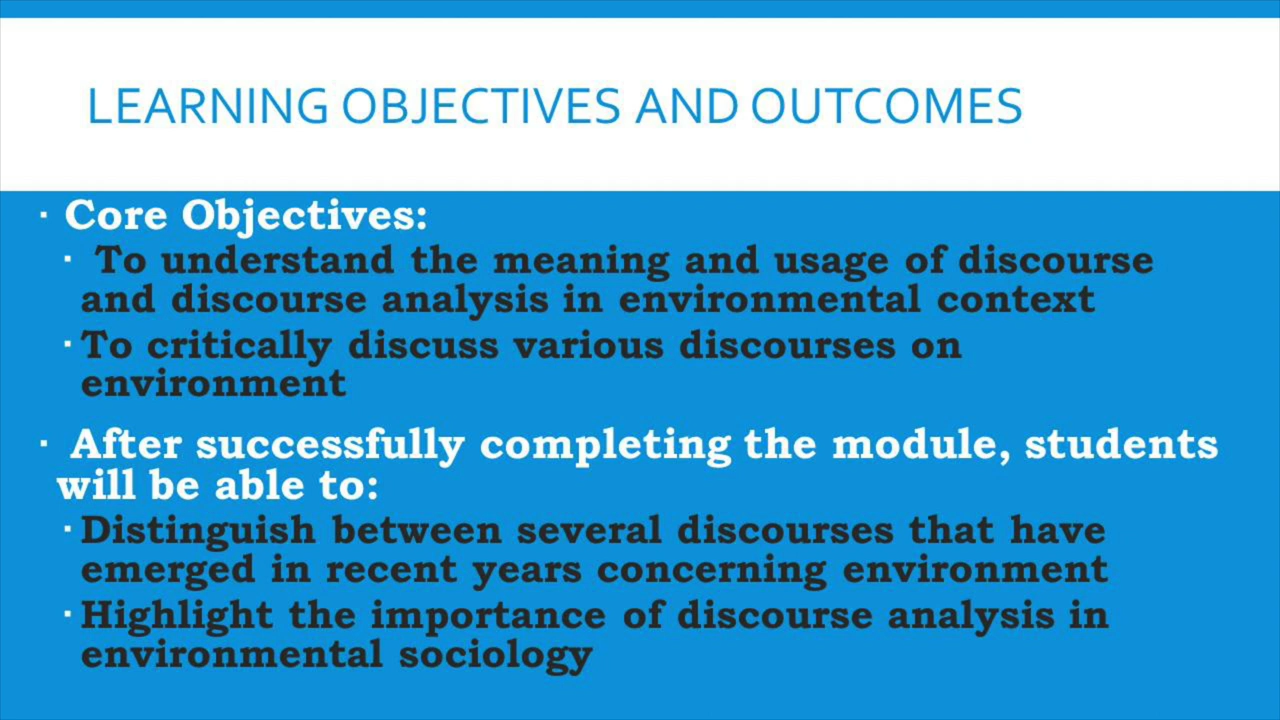 LEARNING OBJECTIVES AND OUTCOMES
▪ Core Objectives:
▪ To understand the meaning and usage of discourse
and discourse analysis in environmental context
▪ To critically discuss various discourses on
environment
▪ After successfully completing the module, students
will be able to:
▪ Distinguish between several discourses that have
emerged in recent years concerning environment
▪ Highlight the importance of discourse analysis in
environmental sociology